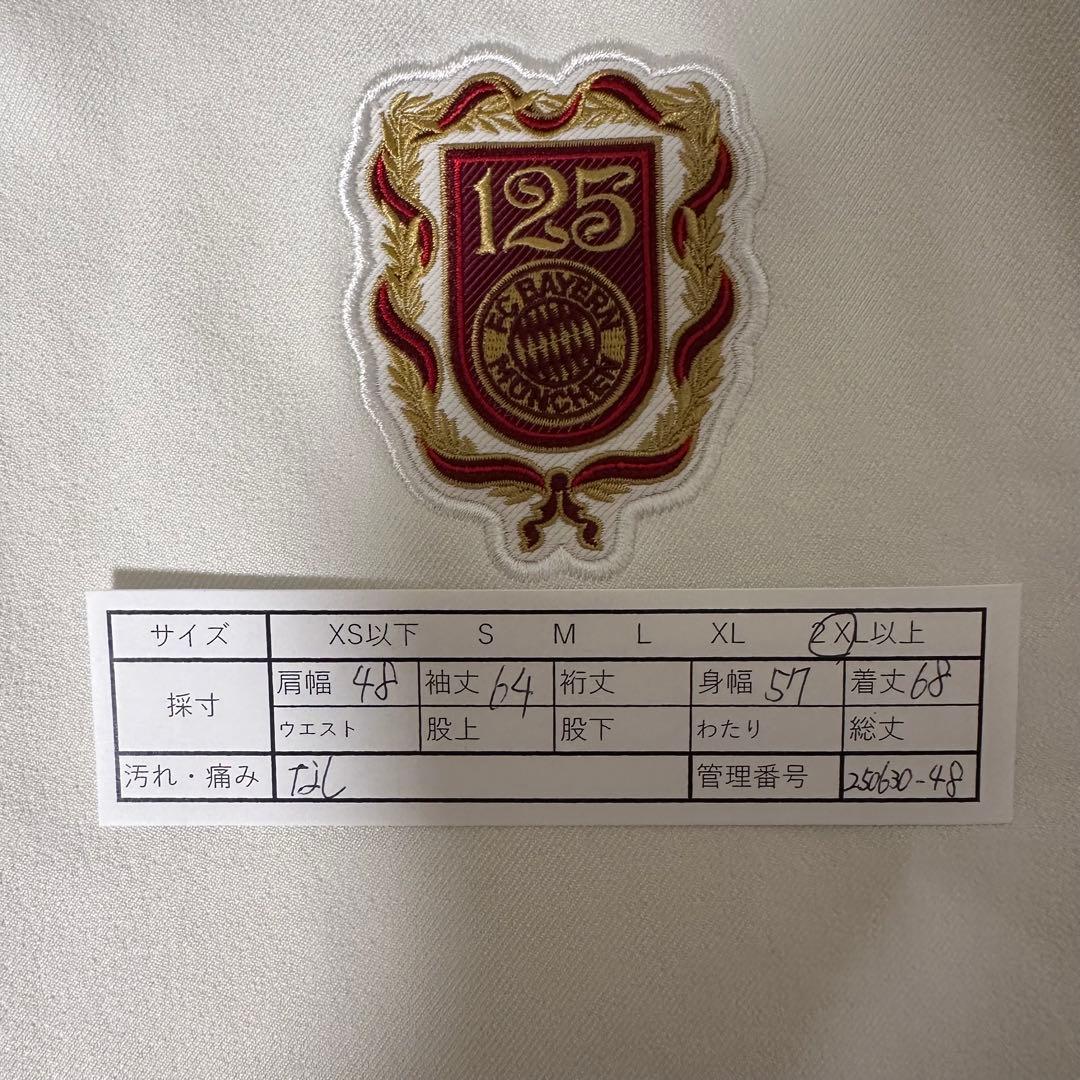 125
FC BAYERN
MÜNCHEN
サイズ XS以下 S M L XL 2XL以上
採寸 肩幅 48 袖丈 64 裄丈 身幅 57 着丈 68
ウエスト 股上 股下 わたり 総丈
汚れ・痛み なし 管理番号 250630-48